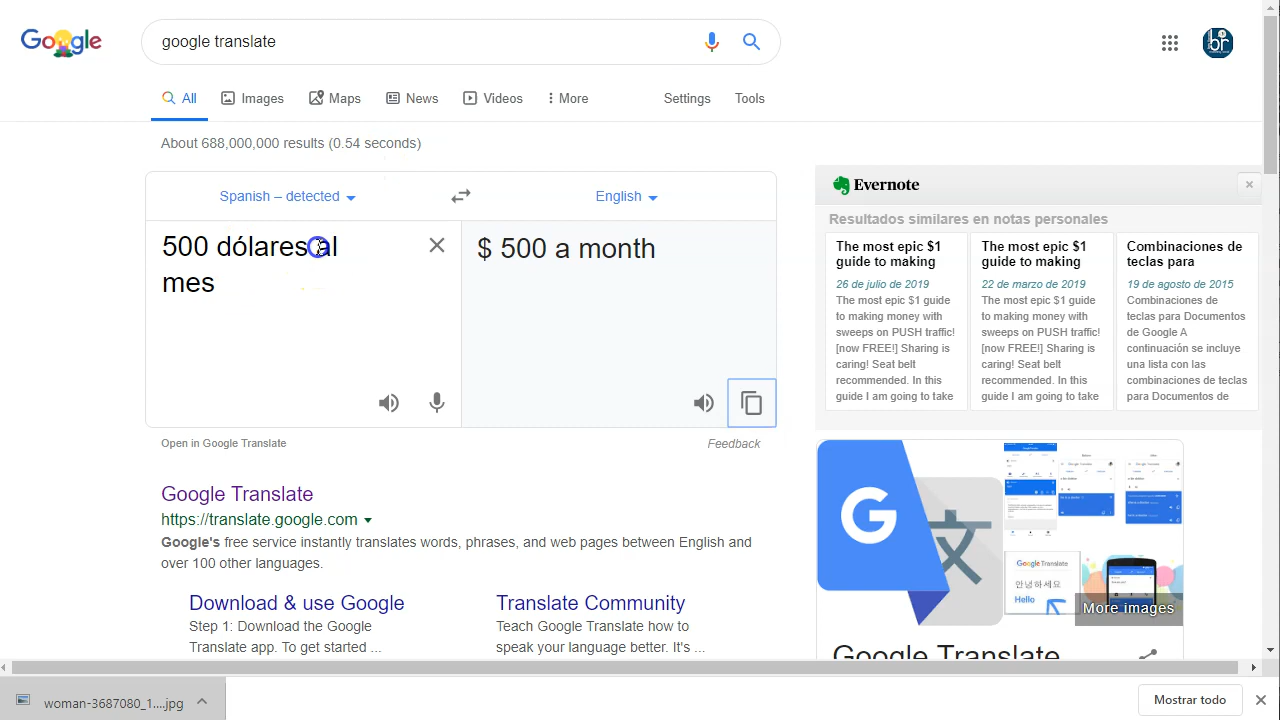 Google
google translate
br
All
Images
Maps
News
Videos
More
Settings
Tools
About 688,000,000 results (0.54 seconds)
Spanish – detected
English
500 dólares al
mes
$ 500 a month
Open in Google Translate
Feedback
Google Translate
https://translate.google.com
Google's free service instantly translates words, phrases, and web pages between English and
over 100 other languages.
Download & use Google
Step 1: Download the Google
Translate app. To get started ...
Translate Community
Teach Google Translate how to
speak your language better. It's ...
Evernote
Resultados similares en notas personales
The most epic $1
guide to making
26 de julio de 2019
The most epic $1 guide
to making money with
sweeps on PUSH traffic!
[now FREE!] Sharing is
caring! Seat belt
recommended. In this
guide I am going to take
The most epic $1
guide to making
22 de marzo de 2019
The most epic $1 guide
to making money with
sweeps on PUSH traffic!
[now FREE!] Sharing is
caring! Seat belt
recommended. In this
guide I am going to take
Combinaciones de
teclas para
19 de agosto de 2015
Combinaciones de
teclas para Documentos
de Google A
continuación se incluye
una lista con las
combinaciones de teclas
para Documentos de
G
文
Google Translate
안녕하세요
Hello
More images
Google Translate
woman-3687080_1....jpg
Mostrar todo